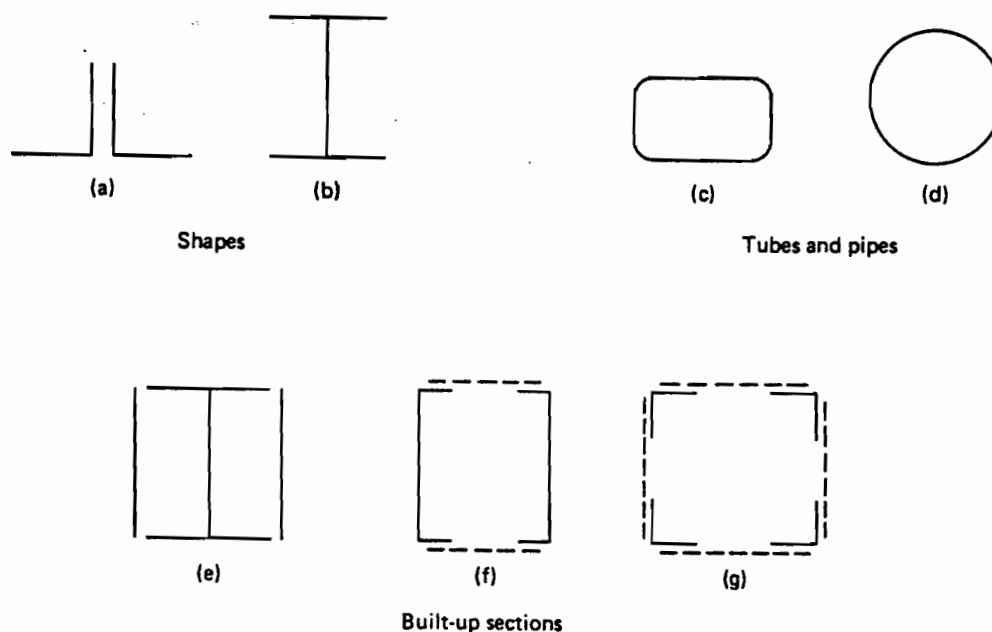 (a)
(b)
(c)
(d)
Shapes
Tubes and pipes
(e)
(f)
(g)
Built-up sections